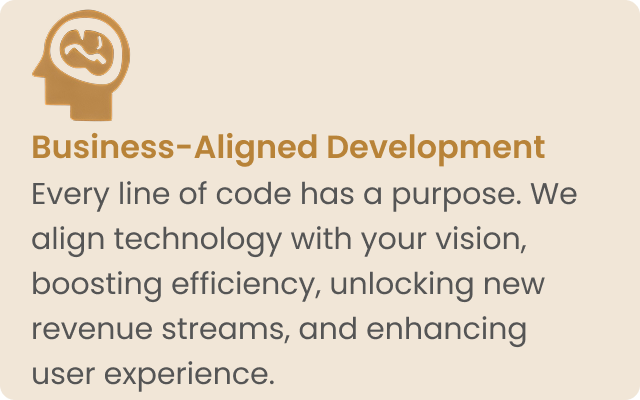 Business-Aligned Development
Every line of code has a purpose. We
align technology with your vision,
boosting efficiency, unlocking new
revenue streams, and enhancing
user experience.